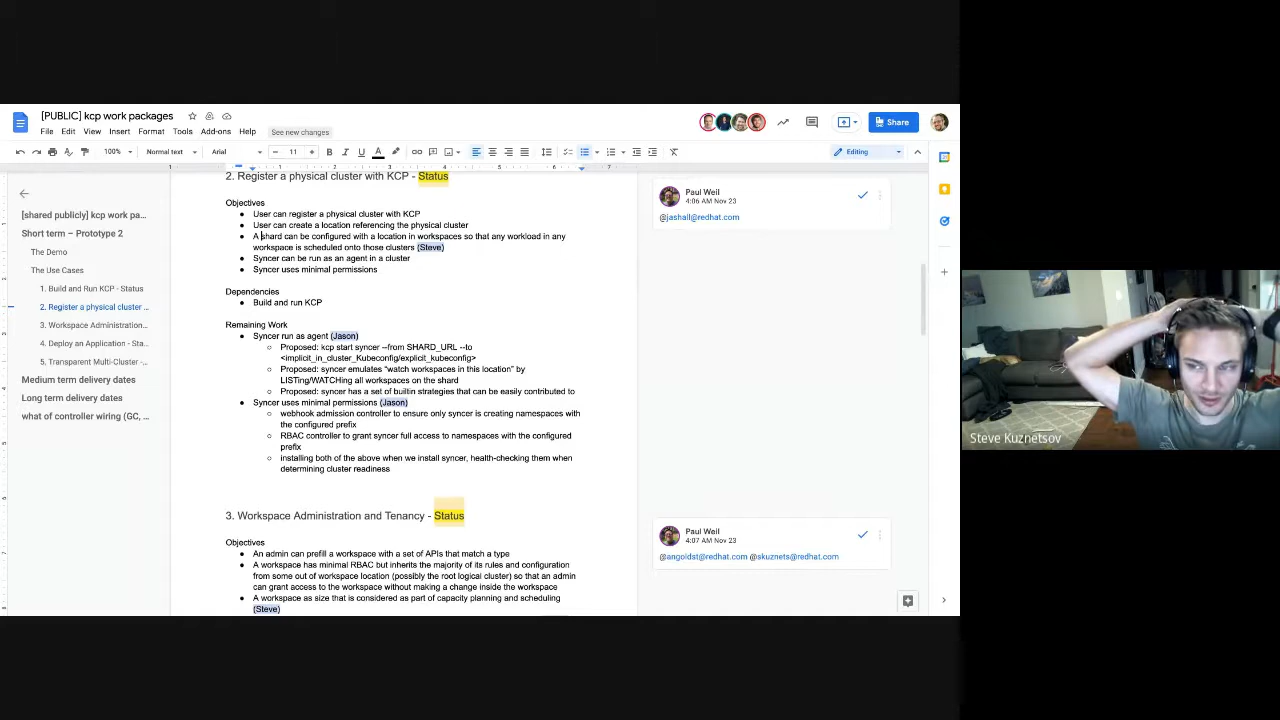 [PUBLIC] kcp work packages
File Edit View Insert Format Tools Add-ons Help
See new changes
Share
100%
Normal text
Arial
11
Editing
[shared publicly] kcp work pa...
Short term – Prototype 2
The Demo
The Use Cases
1. Build and Run KCP - Status
2. Register a physical cluster ...
3. Workspace Administration...
4. Deploy an Application - Sta...
5. Transparent Multi-Cluster -...
Medium term delivery dates
Long term delivery dates
what of controller wiring (GC, ...
2. Register a physical cluster with KCP - Status
Objectives
● User can register a physical cluster with KCP
● User can create a location referencing the physical cluster
● A shard can be configured with a location in workspaces so that any workload in any
workspace is scheduled onto those clusters (Steve)
● Syncer can be run as an agent in a cluster
● Syncer uses minimal permissions
Dependencies
● Build and run KCP
Remaining Work
● Syncer run as agent (Jason)
○ Proposed: kcp start syncer --from SHARD_URL --to
<implicit_in_cluster_Kubeconfig/explicit_kubeconfig>
○ Proposed: syncer emulates “watch workspaces in this location” by
LISTing/WATCHing all workspaces on the shard
○ Proposed: syncer has a set of builtin strategies that can be easily contributed to
● Syncer uses minimal permissions (Jason)
○ webhook admission controller to ensure only syncer is creating namespaces with
the configured prefix
○ RBAC controller to grant syncer full access to namespaces with the configured
prefix
○ installing both of the above when we install syncer, health-checking them when
determining cluster readiness
3. Workspace Administration and Tenancy - Status
Objectives
● An admin can prefill a workspace with a set of APIs that match a type
● A workspace has minimal RBAC but inherits the majority of its rules and configuration
from some out of workspace location (possibly the root logical cluster) so that an admin
can grant access to the workspace without making a change inside the workspace
● A workspace as size that is considered as part of capacity planning and scheduling
(Steve)
Paul Weil
4:06 AM Nov 23
@jashall@redhat.com
Paul Weil
4:07 AM Nov 23
@angoldst@redhat.com @skuznets@redhat.com
Steve Kuznetsov